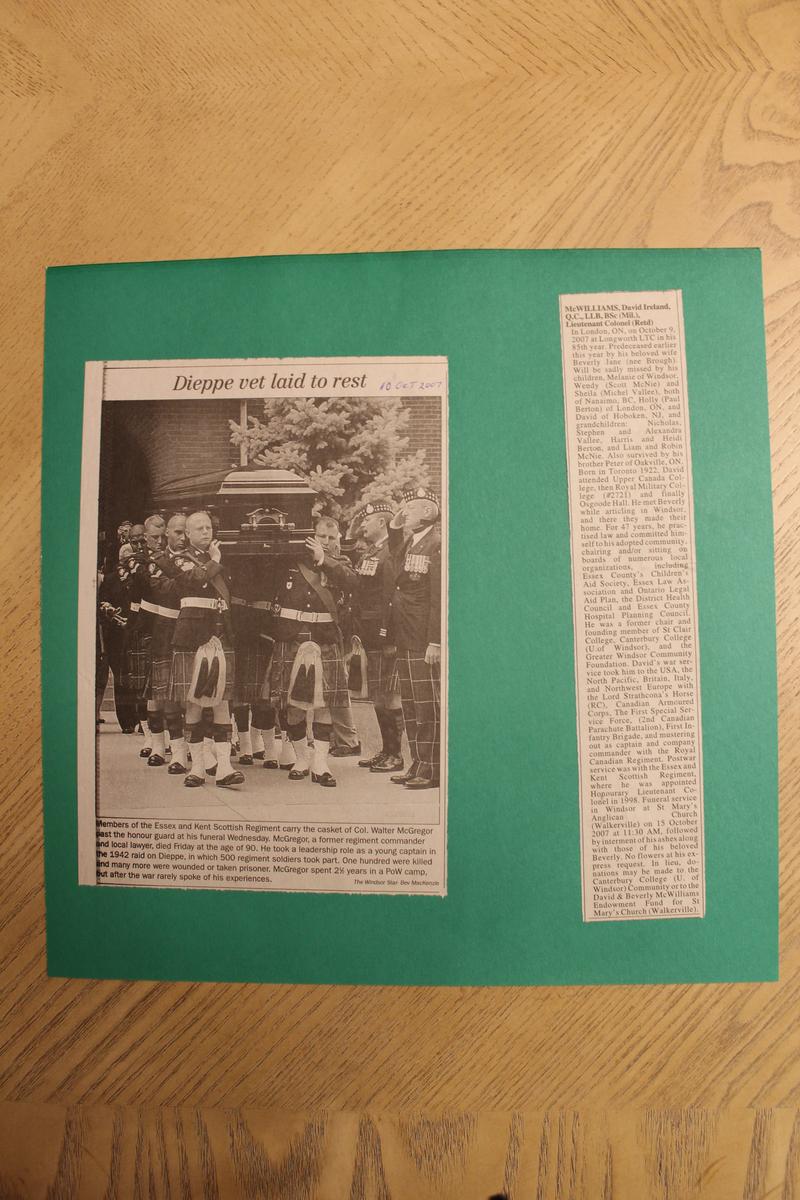 Dieppe vet laid to rest
10 OCT 2007
Members of the Essex and Kent Scottish Regiment carry the casket of Col. Walter McGregor
past the honour guard at his funeral Wednesday. McGregor, a former regiment commander
and local lawyer, died Friday at the age of 90. He took a leadership role as a young captain in
the 1942 raid on Dieppe, in which 500 regiment soldiers took part. One hundred were killed
and many more were wounded or taken prisoner. McGregor spent 2½ years in a PoW camp,
but after the war rarely spoke of his experiences.
The Windsor Star-Bev MacKenzie
McWILLIAMS, David Ireland,
Q.C., LLB, BSc (Mil.),
Lieutenant Colonel (Retd)
In London, ON, on October 9,
2007 at Longworth LTC in his
85th year. Predeceased earlier
this year by his beloved wife
Beverly Jane (nee Brough).
Will be sadly missed by his
children, Melanie of Windsor,
Wendy (Scott McNie) and
Sheila (Michel Vallee), both
of Nanaimo, BC, Holly (Paul
Berton) of London, ON, and
David of Hoboken, NJ, and
grandchildren: Nicholas,
Stephen and Alexandra
Vallee, Harris and Heidi
Berton, and Liam and Robin
McNie. Also survived by his
brother Peter of Oakville, ON.
Born in Toronto 1922, David
attended Upper Canada Col-
lege, then Royal Military Col-
lege (#2721) and finally
Osgoode Hall. He met Beverly
while articling in Windsor,
and there they made their
home. For 47 years, he prac-
tised law and committed him-
self to his adopted community,
chairing and/or sitting on
boards of numerous local
organizations, including
Essex County's Children's
Aid Society, Essex Law As-
sociation and Ontario Legal
Aid Plan, the District Health
Council and Essex County
Hospital Planning Council.
He was a former chair and
founding member of St Clair
College, Canterbury College
(U.of Windsor), and the
Greater Windsor Community
Foundation. David's war ser-
vice took him to the USA, the
North Pacific, Britain, Italy,
and Northwest Europe with
the Lord Strathcona's Horse
(RC), Canadian Armoured
Corps, The First Special Ser-
vice Force, (2nd Canadian
Parachute Battalion), First In-
fantry Brigade, and mustering
out as captain and company
commander with the Royal
Canadian Regiment. Postwar
service was with the Essex and
Kent Scottish Regiment,
where he was appointed
Honourary Lieutenant Co-
lonel in 1998. Funeral service
in Windsor at St Mary's
Anglican Church
(Walkerville) on 15 October
2007 at 11:30 AM, followed
by interment of his ashes along
with those of his beloved
Beverly. No flowers at his ex-
press request. In lieu, do-
nations may be made to the
Canterbury College (U. of
Windsor) Community or to the
David & Beverly McWilliams
Endowment Fund for St
Mary's Church (Walkerville).